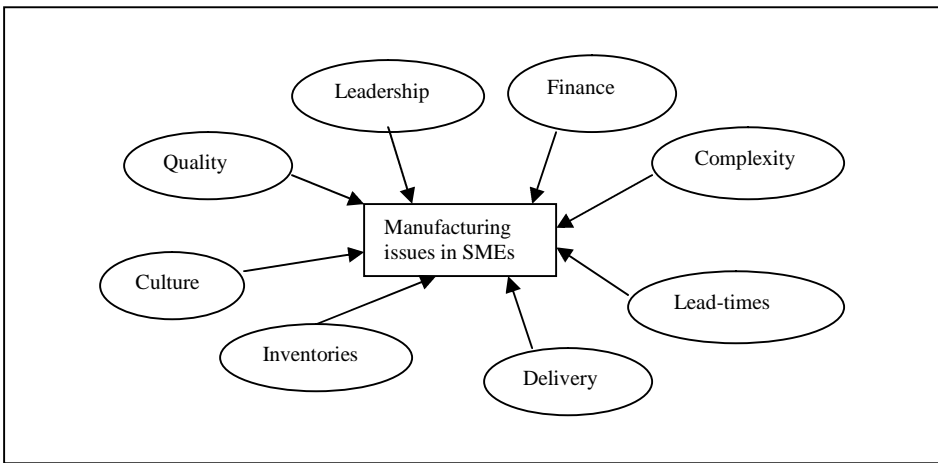 Leadership
Finance
Quality
Complexity
Manufacturing
issues in SMEs
Culture
Lead-times
Inventories
Delivery